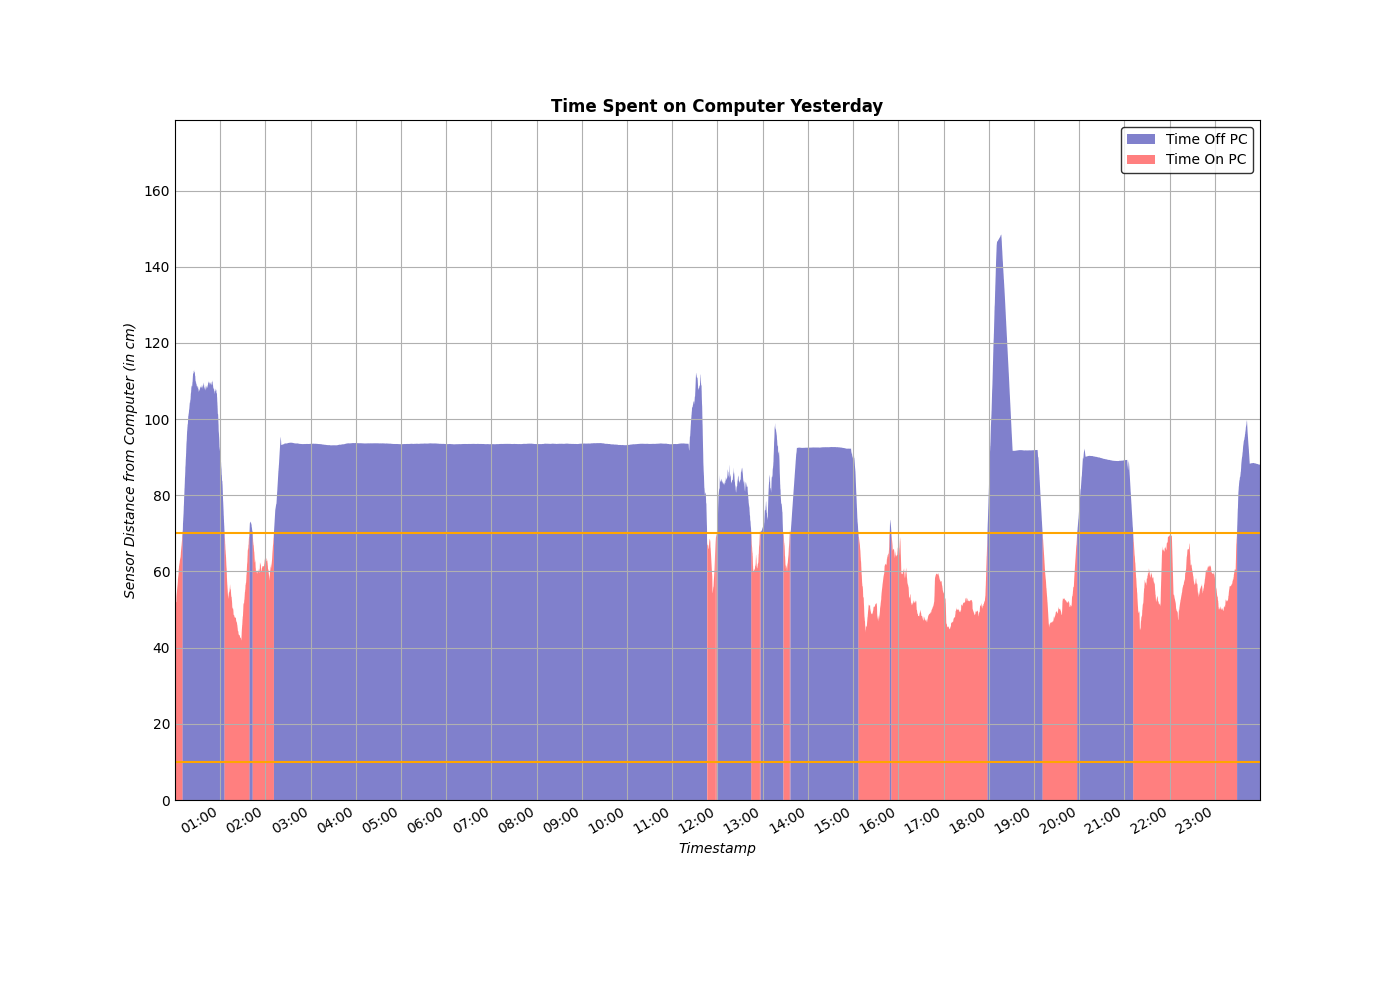 Time Spent on Computer Yesterday
Time Off PC
Time On PC
Sensor Distance from Computer (in cm)
160
140
120
100
80
60
40
20
0
01:00 02:00 03:00 04:00 05:00 06:00 07:00 08:00 09:00 10:00 11:00 12:00 13:00 14:00 15:00 16:00 17:00 18:00 19:00 20:00 21:00 22:00 23:00
Timestamp